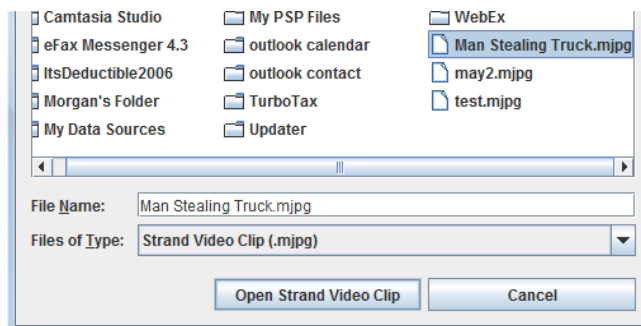 Camtasia Studio
My PSP Files
WebEx
eFax Messenger 4.3
outlook calendar
Man Stealing Truck.mjpg
ItsDeductible2006
outlook contact
may2.mjpg
Morgan's Folder
TurboTax
test.mjpg
My Data Sources
Updater
File Name: Man Stealing Truck.mjpg
Files of Type: Strand Video Clip (.mjpg)
Open Strand Video Clip
Cancel